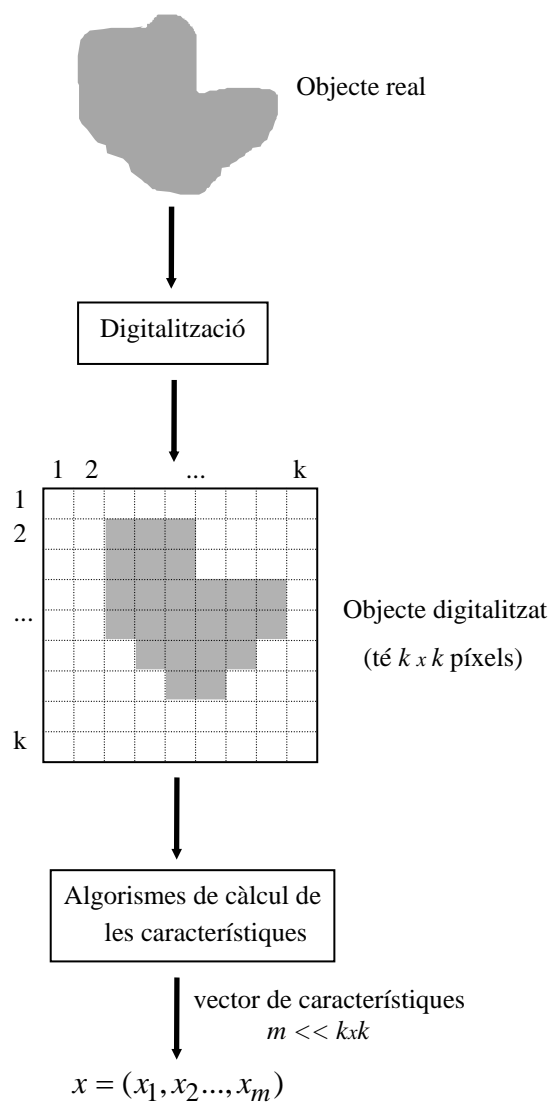 Objecte real
Digitalització
1 2 ... k
1
2
...
k
Objecte digitalitzat
(té k x k píxels)
Algorismes de càlcul de
les característiques
vector de característiques
m << kxk
x = (x1, x2..., xm)